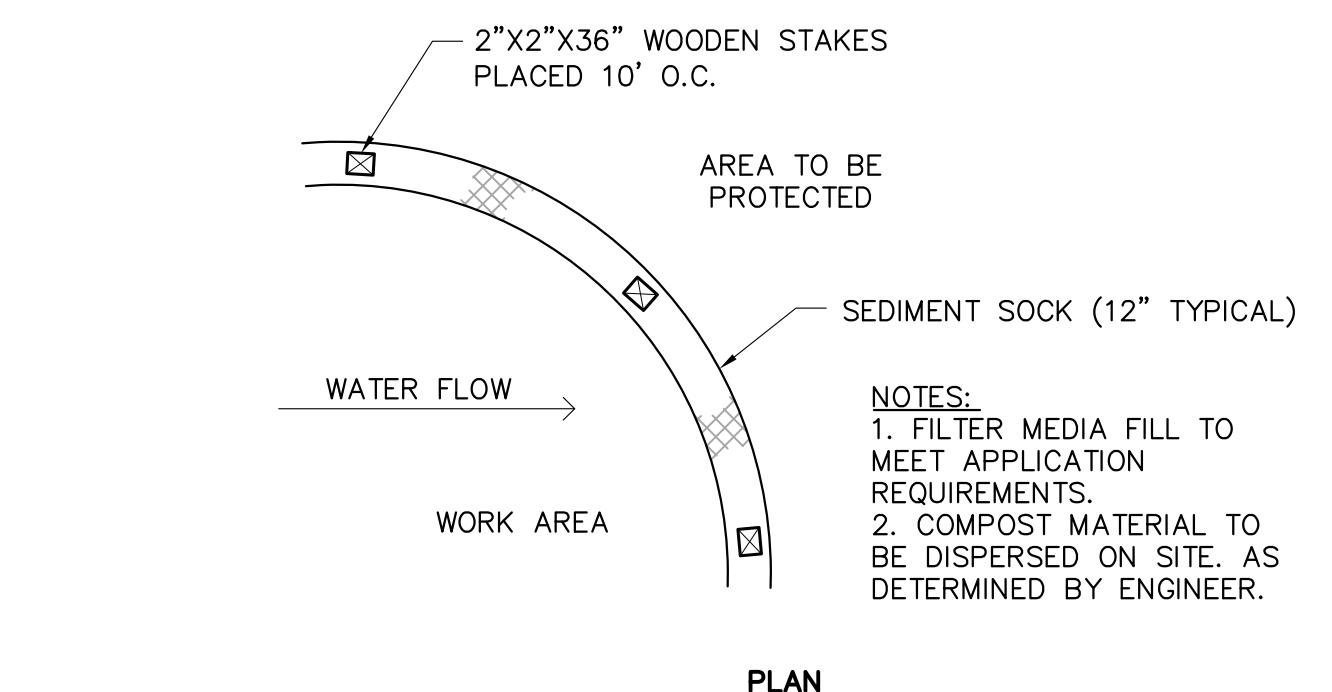 2”X2”X36” WOODEN STAKES
PLACED 10’ O.C.
AREA TO BE
PROTECTED
SEDIMENT SOCK (12” TYPICAL)
WATER FLOW
WORK AREA
NOTES:
1. FILTER MEDIA FILL TO
MEET APPLICATION
REQUIREMENTS.
2. COMPOST MATERIAL TO
BE DISPERSED ON SITE. AS
DETERMINED BY ENGINEER.
PLAN